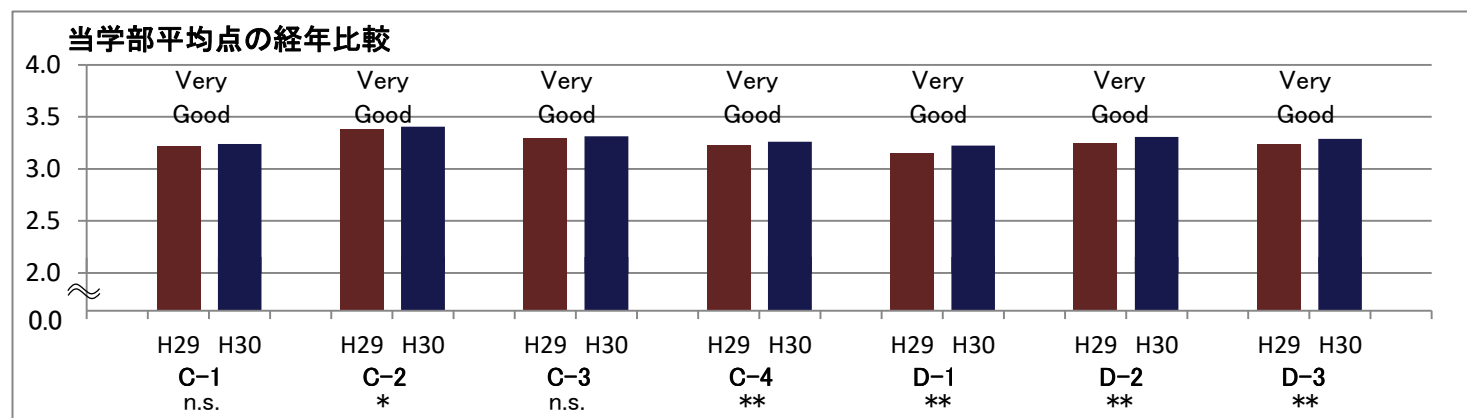 当学部平均点の経年比較
4.0
3.5
3.0
2.5
2.0
0.0
Very Good
Very Good
Very Good
Very Good
Very Good
Very Good
Very Good
H29 H30 H29 H30 H29 H30 H29 H30 H29 H30 H29 H30 H29 H30
C-1 C-2 C-3 C-4 D-1 D-2 D-3
n.s. * n.s. ** ** ** **